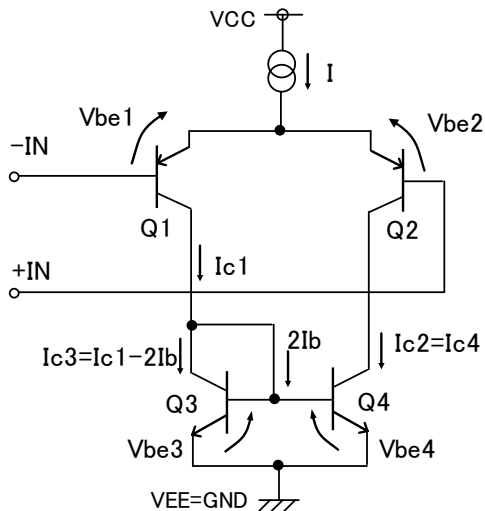 VCC
I
Vbe1
Vbe2
-IN
Q1
Q2
+IN
Ic1
Ic3=Ic1-2Ib
2Ib
Ic2=Ic4
Q3
Q4
Vbe3
Vbe4
VEE=GND